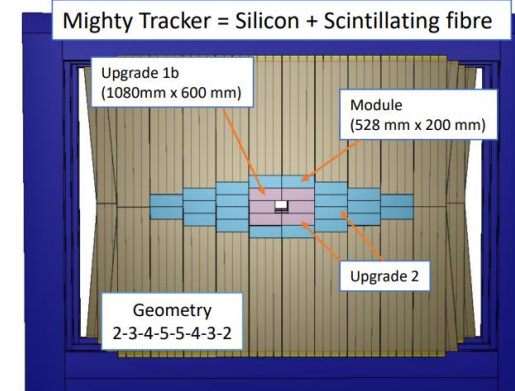 Mighty Tracker = Silicon + Scintillating fibre
Upgrade 1b
(1080mm x 600 mm)
Module
(528 mm x 200 mm)
Upgrade 2
Geometry
2-3-4-5-5-4-3-2